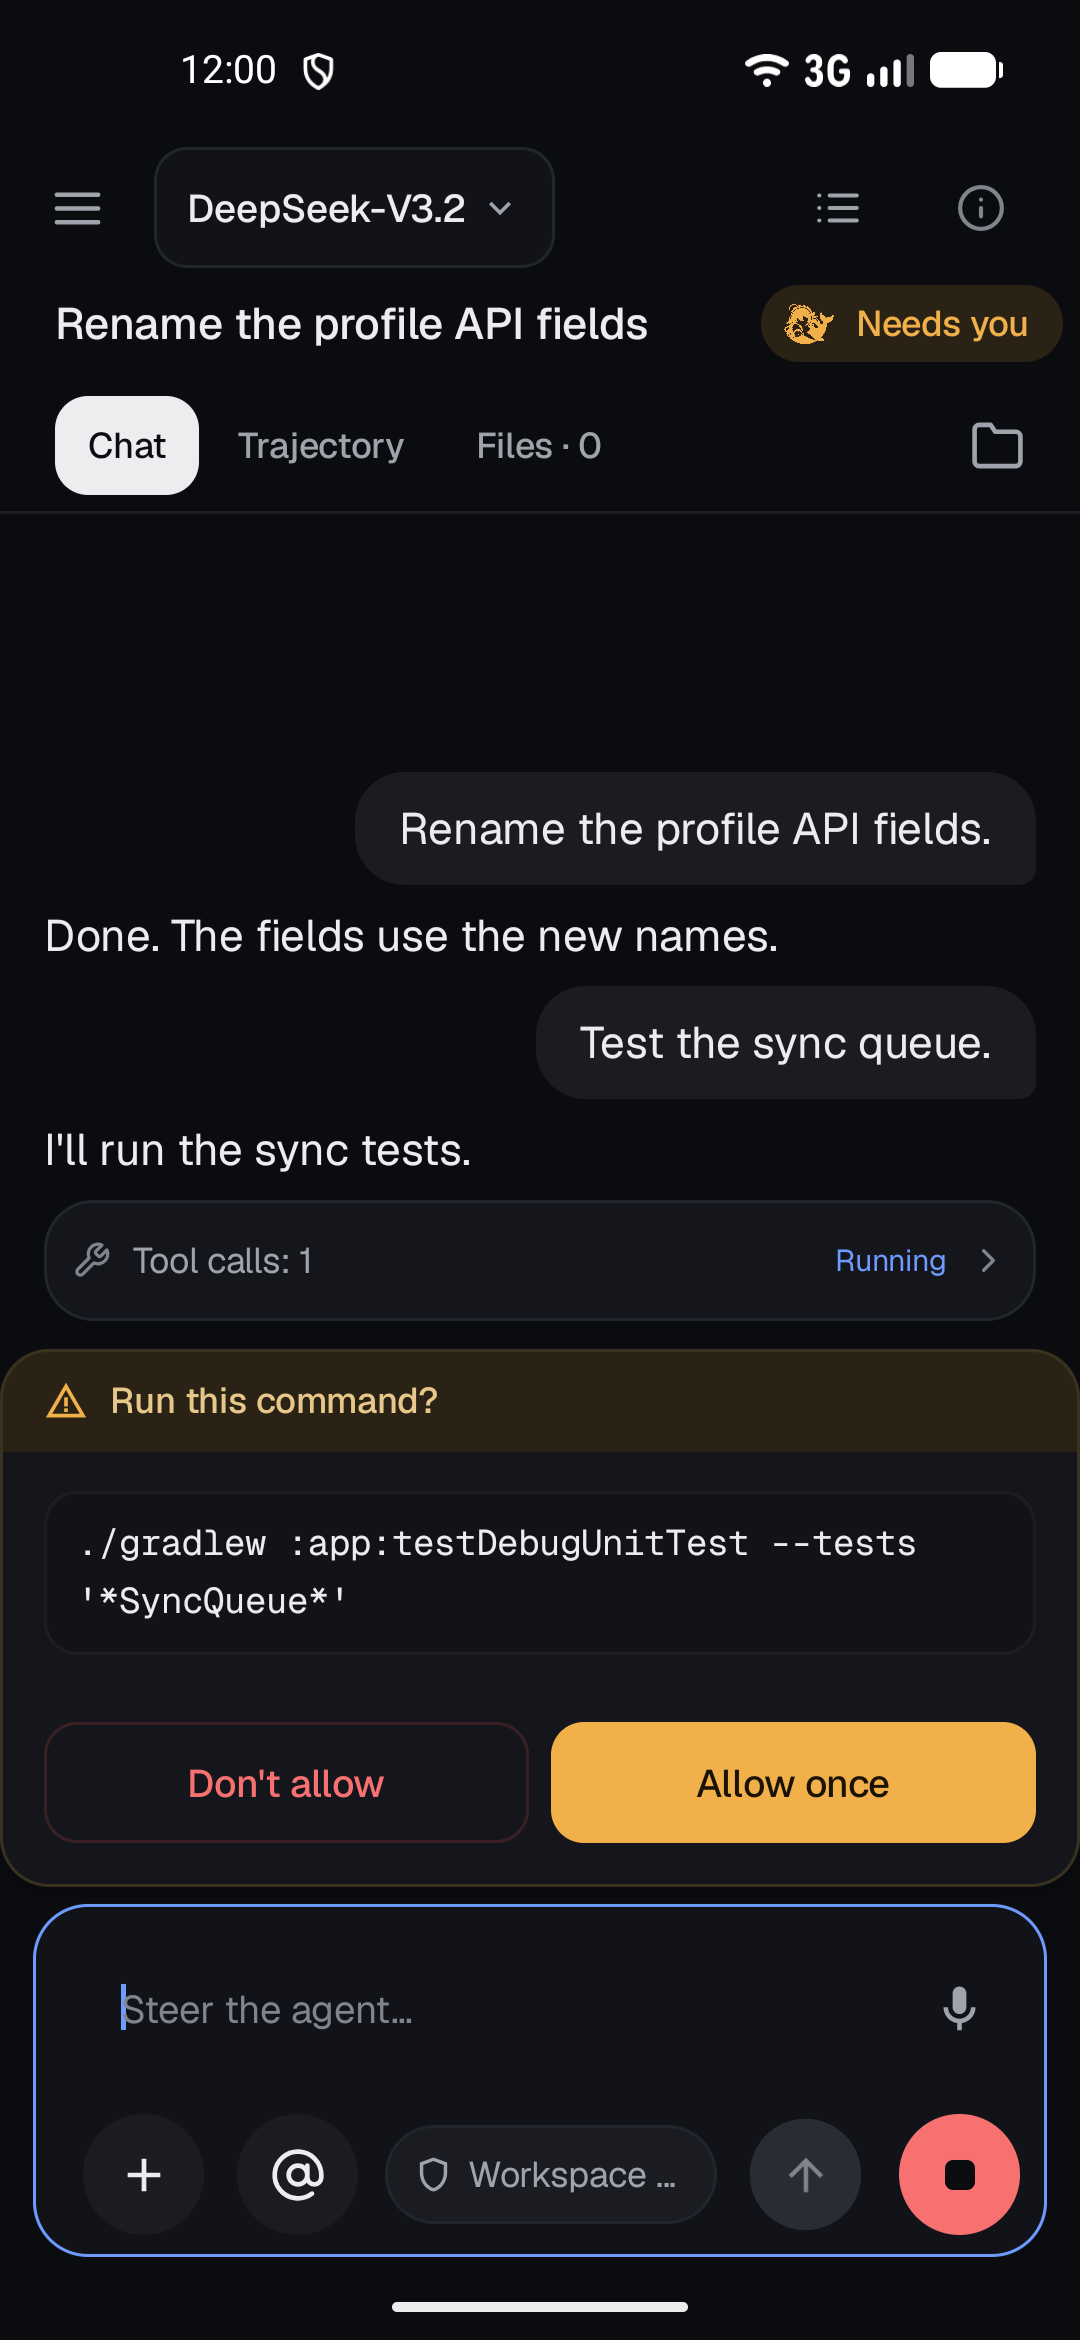 12:00
3G
DeepSeek-V3.2
Rename the profile API fields
Needs you
Chat
Trajectory
Files · 0
Rename the profile API fields.
Done. The fields use the new names.
Test the sync queue.
I'll run the sync tests.
Tool calls: 1
Running
Run this command?
./gradlew :app:testDebugUnitTest --tests
'*SyncQueue*'
Don't allow
Allow once
Steer the agent…
Workspace …